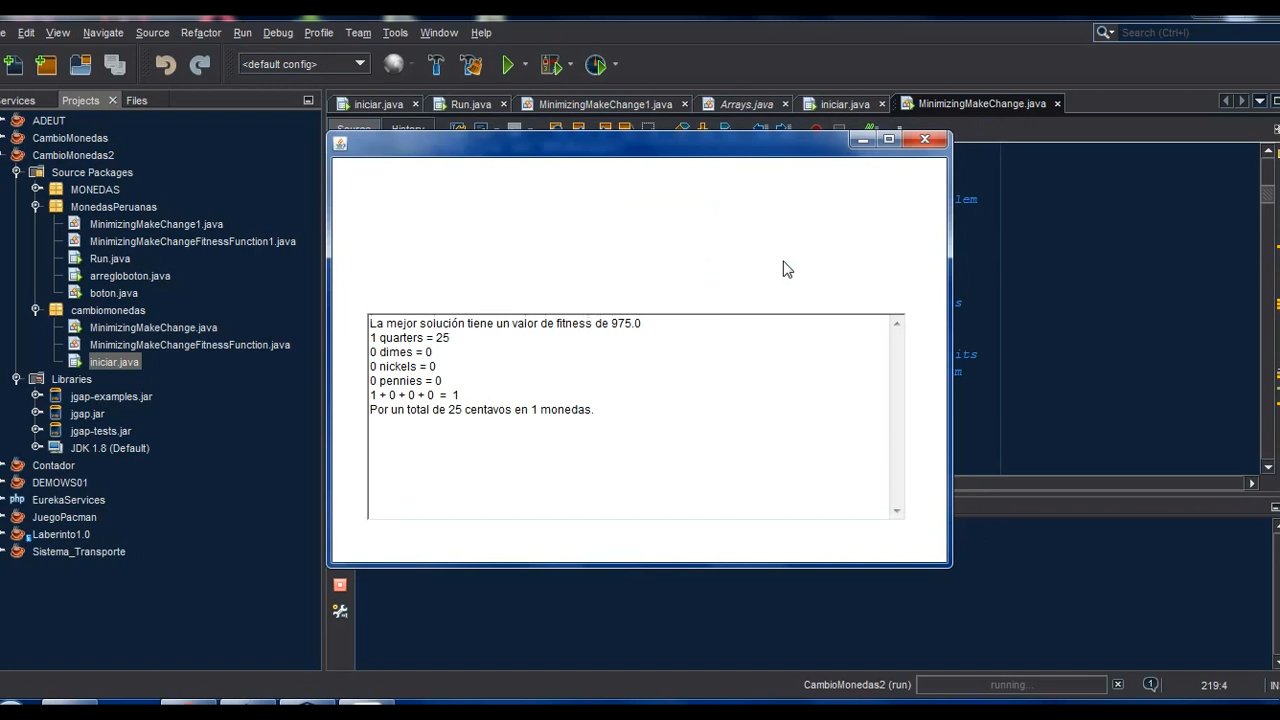 e Edit View Navigate Source Refactor Run Debug Profile Team Tools Window Help
Search (Ctrl+I)
<default config>
Services Projects Files
iniciar.java Run.java MinimizingMakeChange1.java Arrays.java iniciar.java MinimizingMakeChange.java
Source History
ADEUT
CambioMonedas
CambioMonedas2
Source Packages
MONEDAS
MonedasPeruanas
MinimizingMakeChange1.java
MinimizingMakeChangeFitnessFunction1.java
Run.java
arregloboton.java
boton.java
cambiomonedas
MinimizingMakeChange.java
MinimizingMakeChangeFitnessFunction.java
iniciar.java
Libraries
jgap-examples.jar
jgap.jar
jgap-tests.jar
JDK 1.8 (Default)
Contador
DEMOWS01
EurekaServices
JuegoPacman
Laberinto1.0
Sistema_Transporte
La mejor solución tiene un valor de fitness de 975.0
1 quarters = 25
0 dimes = 0
0 nickels = 0
0 pennies = 0
1 + 0 + 0 + 0 = 1
Por un total de 25 centavos en 1 monedas.
lem
s
its
m
CambioMonedas2 (run) running... 1 219:4 IN